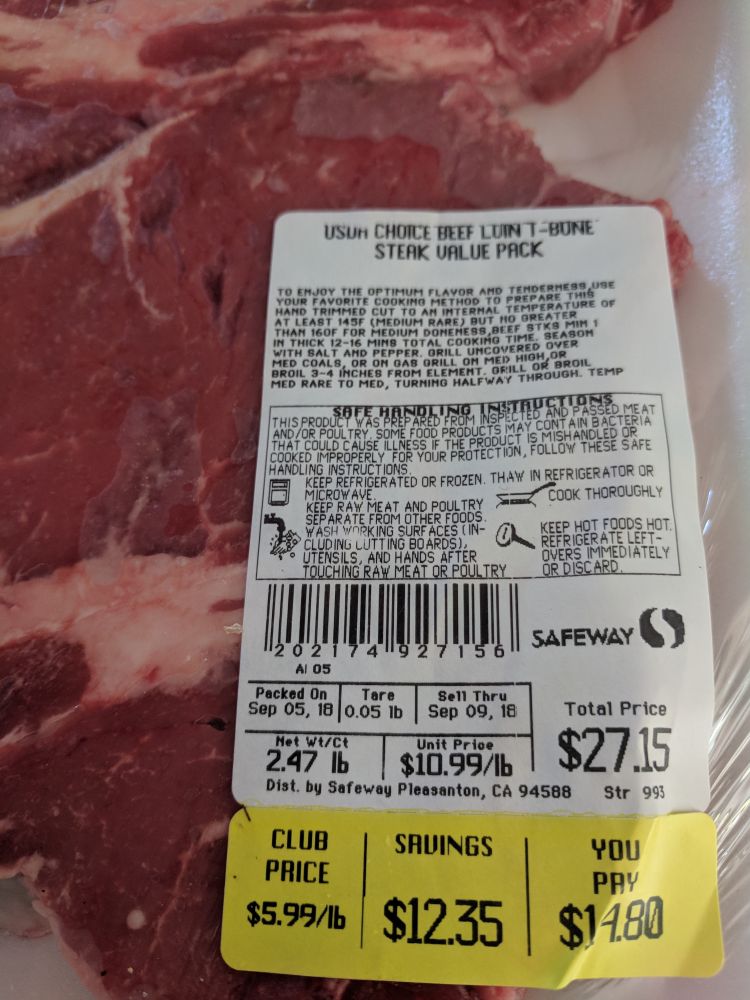 USDA CHOICE BEEF LOIN T-BONE
STEAK VALUE PACK
TO ENJOY THE OPTIMUM FLAVOR AND TENDERNESS,USE
YOUR FAVORITE COOKING METHOD TO PREPARE THIS
HAND TRIMMED CUT TO AN INTERNAL TEMPERATURE OF
AT LEAST 145F (MEDIUM RARE) BUT NO GREATER
THAN 160F FOR MEDIUM DONENESS,BEEF STKS MIN 1
IN THICK 12-16 MINS TOTAL COOKING TIME. SEASON
WITH SALT AND PEPPER. GRILL UNCOVERED OVER
MED COALS, OR ON GAS GRILL ON MED HIGH,OR
BROIL 3-4 INCHES FROM ELEMENT. GRILL OR BROIL
MED RARE TO MED, TURNING HALFWAY THROUGH. TEMP
SAFE HANDLING INSTRUCTIONS
THIS PRODUCT WAS PREPARED FROM INSPECTED AND PASSED MEAT
AND/OR POULTRY. SOME FOOD PRODUCTS MAY CONTAIN BACTERIA
THAT COULD CAUSE ILLNESS IF THE PRODUCT IS MISHANDLED OR
COOKED IMPROPERLY. FOR YOUR PROTECTION, FOLLOW THESE SAFE
HANDLING INSTRUCTIONS.
KEEP REFRIGERATED OR FROZEN. THAW IN REFRIGERATOR OR
MICROWAVE.
KEEP RAW MEAT AND POULTRY
SEPARATE FROM OTHER FOODS.
WASH WORKING SURFACES (IN-
CLUDING CUTTING BOARDS),
UTENSILS, AND HANDS AFTER
TOUCHING RAW MEAT OR POULTRY
COOK THOROUGHLY
KEEP HOT FOODS HOT.
REFRIGERATE LEFT-
OVERS IMMEDIATELY
OR DISCARD.
2 02174 92715 6
SAFEWAY
AI 05
Packed On Tare Sell Thru
Sep 05, 18 0.05 lb Sep 09, 18
Total Price
$27.15
Net Wt/Ct Unit Price
2.47 lb $10.99/lb
Dist. by Safeway Pleasanton, CA 94588 Str 993
CLUB
PRICE
$5.99/lb
SAVINGS
$12.35
YOU
PAY
$14.80